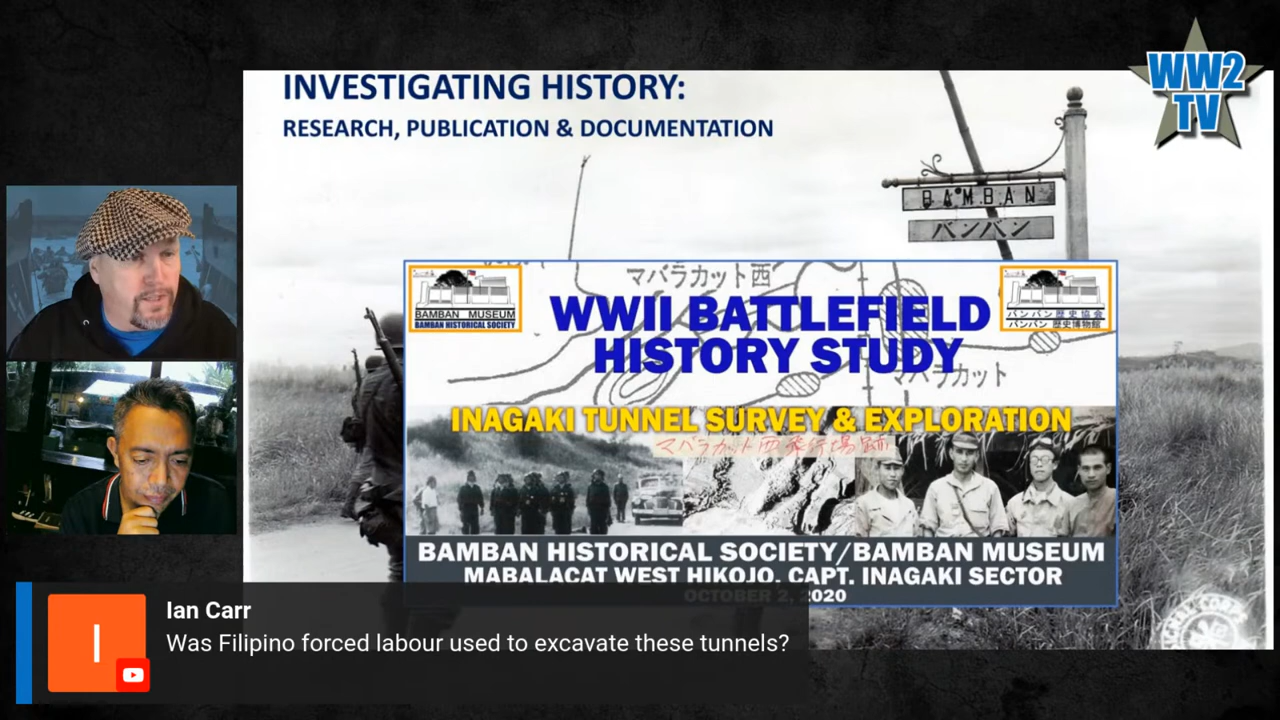 INVESTIGATING HISTORY:
RESEARCH, PUBLICATION & DOCUMENTATION
WW2
TV
BAMBAN
バンバン
マバラカット西
BAMBAN MUSEUM
BAMBAN HISTORICAL SOCIETY
バンバン歴史協会
バンバン歴史博物館
WWII BATTLEFIELD
HISTORY STUDY
マバラカット
INAGAKI TUNNEL SURVEY & EXPLORATION
マバラカット西飛行場跡
BAMBAN HISTORICAL SOCIETY/BAMBAN MUSEUM
MABALACAT WEST HIKOJO, CAPT. INAGAKI SECTOR
OCTOBER 2, 2020
I
Ian Carr
Was Filipino forced labour used to excavate these tunnels?